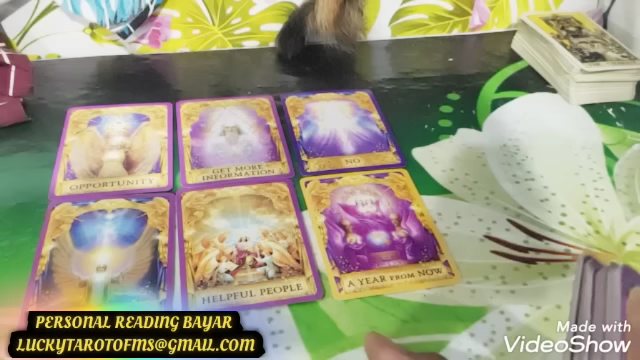 OPPORTUNITY
GET MORE
INFORMATION
NO
HELPFUL PEOPLE
A YEAR FROM NOW
PERSONAL READING BAYAR
LUCKYTAROTOFMS@GMAIL.COM
Made with
VideoShow